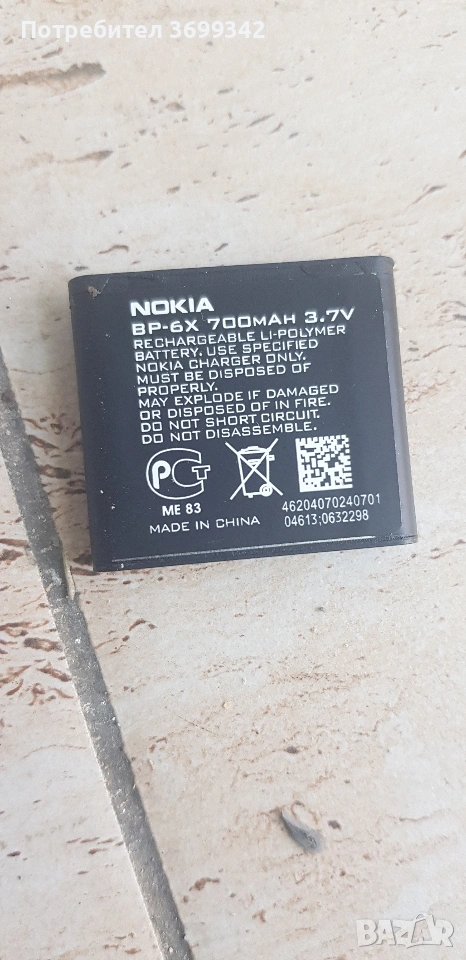 Потребител 3699342
NOKIA
BP-6X 700MAH 3.7V
RECHARGEABLE LI-POLYMER
BATTERY. USE SPECIFIED
NOKIA CHARGER ONLY.
MUST BE DISPOSED OF
PROPERLY.
MAY EXPLODE IF DAMAGED
OR DISPOSED OF IN FIRE.
DO NOT SHORT CIRCUIT.
DO NOT DISASSEMBLE.
РСТ
ME 83
MADE IN CHINA
46204070240701
04613;0632298
BAZAR